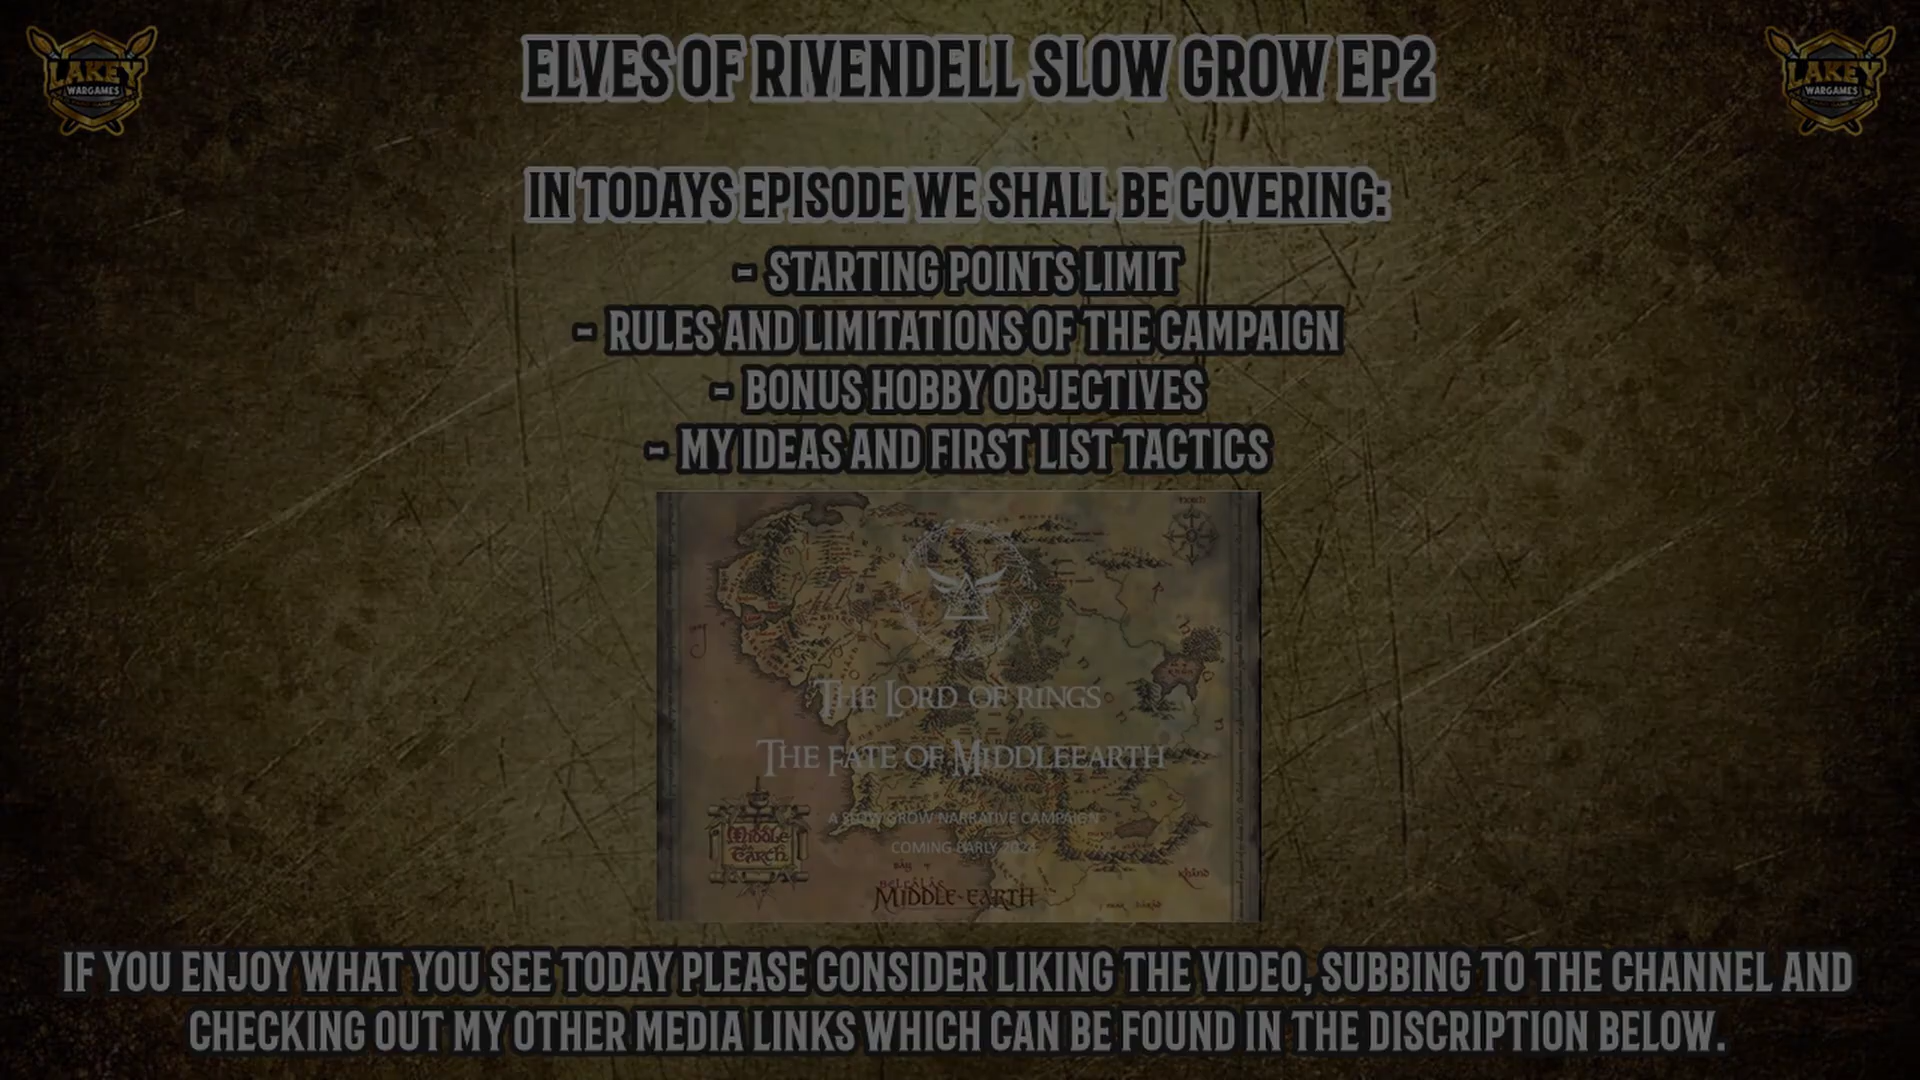 LAKEY
WARGAMES
ELVES OF RIVENDELL SLOW GROW EP2
LAKEY
WARGAMES
IN TODAYS EPISODE WE SHALL BE COVERING:
- STARTING POINTS LIMIT
- RULES AND LIMITATIONS OF THE CAMPAIGN
- BONUS HOBBY OBJECTIVES
- MY IDEAS AND FIRST LIST TACTICS
THE LORD OF RINGS
THE FATE OF MIDDLEEARTH
A SLOW GROW NARRATIVE CAMPAIGN
COMING EARLY 2024
Middle
Earth
MIDDLE-EARTH
Khand
IF YOU ENJOY WHAT YOU SEE TODAY PLEASE CONSIDER LIKING THE VIDEO, SUBBING TO THE CHANNEL AND
CHECKING OUT MY OTHER MEDIA LINKS WHICH CAN BE FOUND IN THE DISCRIPTION BELOW.